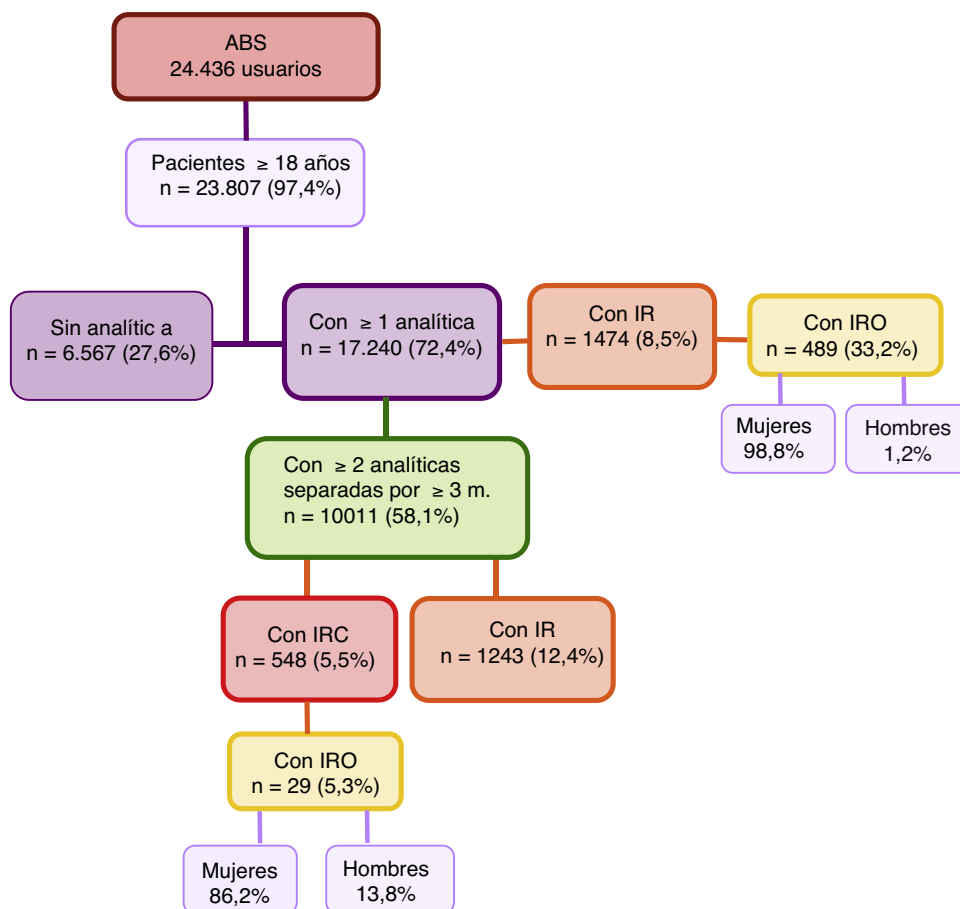 ABS
24.436 usuarios
Pacientes ≥ 18 años
n = 23.807 (97,4%)
Sin analític a
n = 6.567 (27,6%)
Con ≥ 1 analítica
n = 17.240 (72,4%)
Con IR
n = 1474 (8,5%)
Con IRO
n = 489 (33,2%)
Mujeres
98,8%
Hombres
1,2%
Con ≥ 2 analíticas
separadas por ≥ 3 m.
n = 10011 (58,1%)
Con IRC
n = 548 (5,5%)
Con IR
n = 1243 (12,4%)
Con IRO
n = 29 (5,3%)
Mujeres
86,2%
Hombres
13,8%